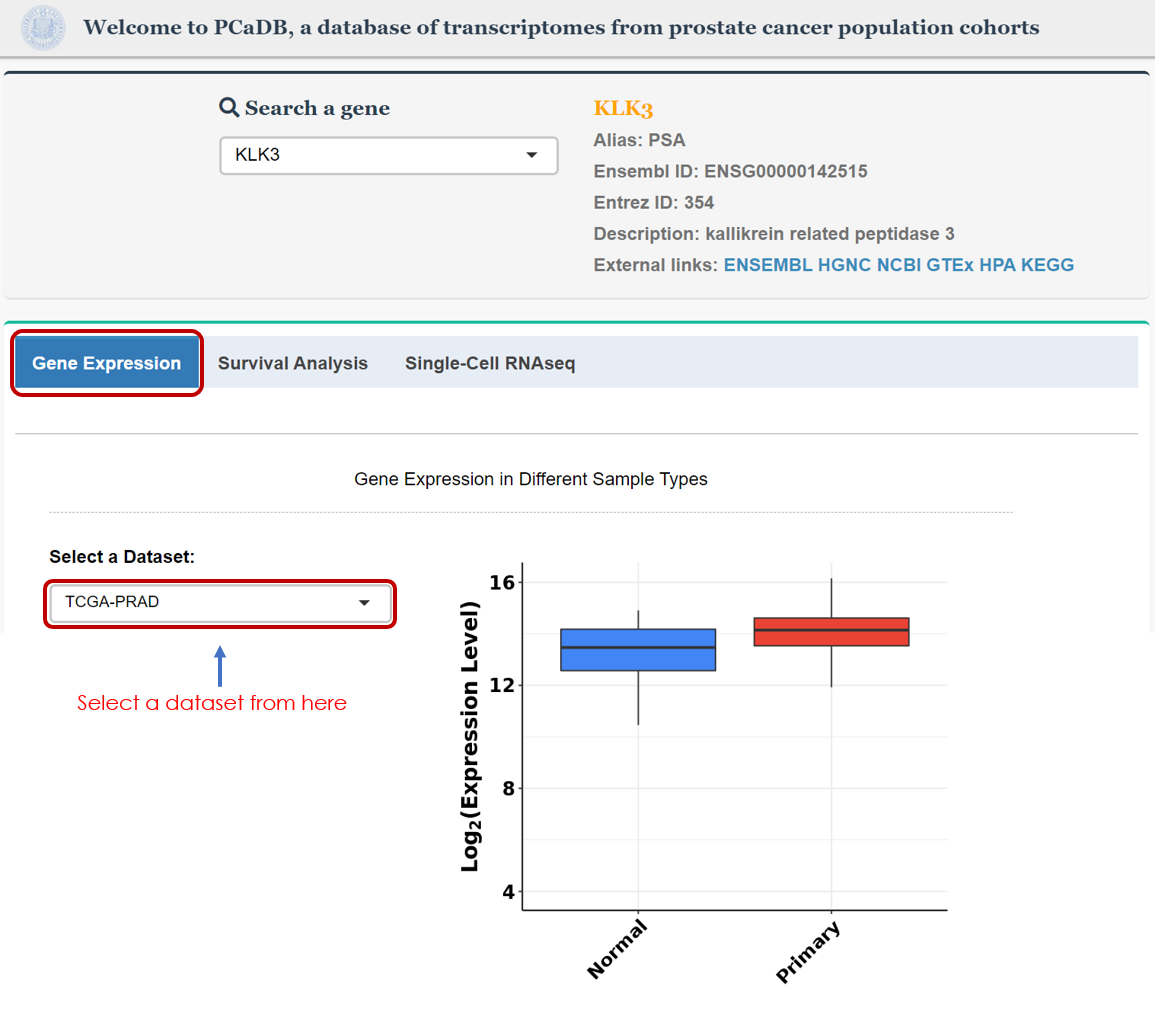 Welcome to PCaDB, a database of transcriptomes from prostate cancer population cohorts
Search a gene
KLK3
KLK3
Alias: PSA
Ensembl ID: ENSG00000142515
Entrez ID: 354
Description: kallikrein related peptidase 3
External links: ENSEMBL HGNC NCBI GTEx HPA KEGG
Gene Expression Survival Analysis Single-Cell RNAseq
Gene Expression in Different Sample Types
Select a Dataset:
TCGA-PRAD
Select a dataset from here
Log₂(Expression Level)
16
12
8
4
Normal
Primary